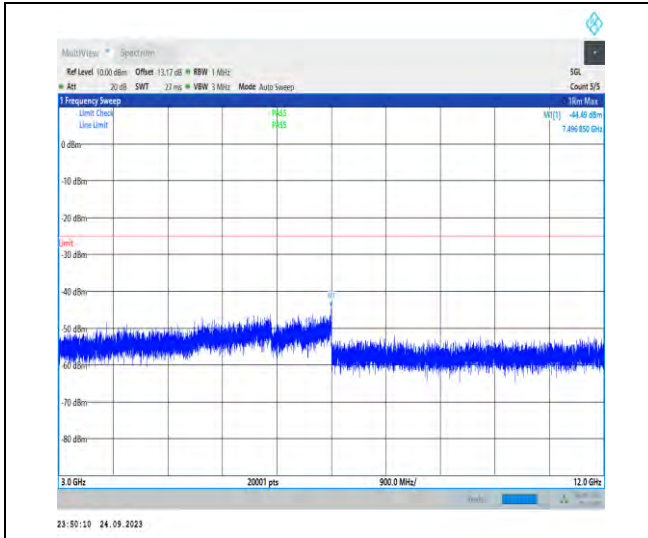 MultiView Spectrum
Ref Level 10.00 dBm Offset 13.17 dB RBW 1 MHz SGL
Att 20 dB SWT 27 ms VBW 3 MHz Mode Auto Sweep Count 5/5
1 Frequency Sweep 1Rm Max
Limit Check PASS M1[1] -44.49 dBm
Line Limit PASS 7.496 850 GHz
0 dBm
-10 dBm
-20 dBm
Limit
-30 dBm
-40 dBm
M1
-50 dBm
-60 dBm
-70 dBm
-80 dBm
3.0 GHz 20001 pts 900.0 MHz/ 12.0 GHz
23:50:10 24.09.2023